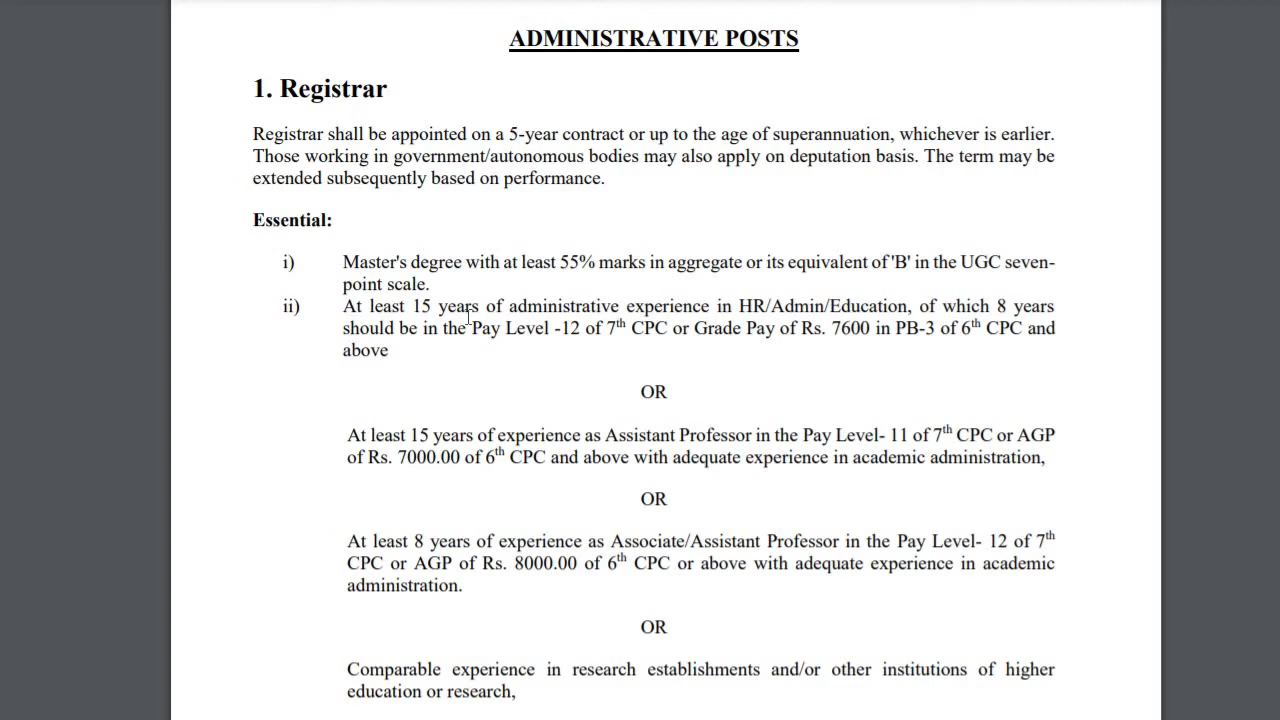 ADMINISTRATIVE POSTS
1. Registrar
Registrar shall be appointed on a 5-year contract or up to the age of superannuation, whichever is earlier.
Those working in government/autonomous bodies may also apply on deputation basis. The term may be
extended subsequently based on performance.
Essential:
i) Master's degree with at least 55% marks in aggregate or its equivalent of 'B' in the UGC seven-
point scale.
ii) At least 15 years of administrative experience in HR/Admin/Education, of which 8 years
should be in the Pay Level -12 of 7th CPC or Grade Pay of Rs. 7600 in PB-3 of 6th CPC and
above
OR
At least 15 years of experience as Assistant Professor in the Pay Level- 11 of 7th CPC or AGP
of Rs. 7000.00 of 6th CPC and above with adequate experience in academic administration,
OR
At least 8 years of experience as Associate/Assistant Professor in the Pay Level- 12 of 7th
CPC or AGP of Rs. 8000.00 of 6th CPC or above with adequate experience in academic
administration.
OR
Comparable experience in research establishments and/or other institutions of higher
education or research,